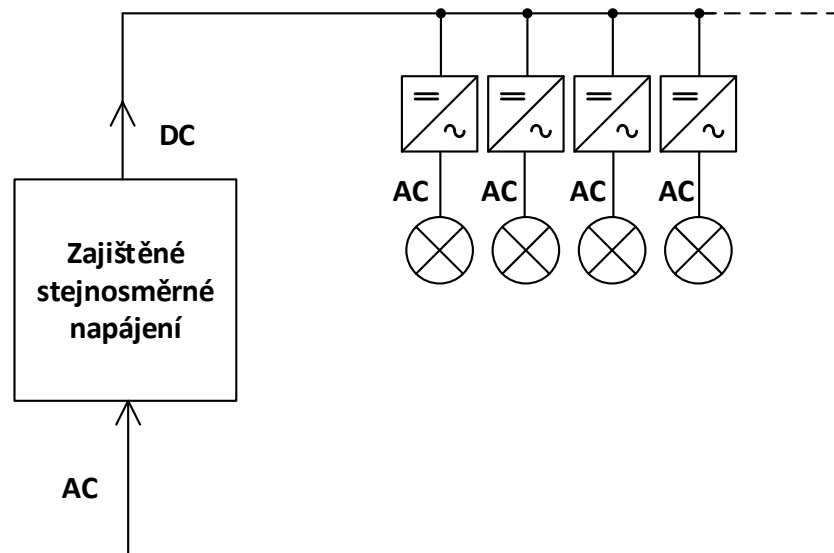 DC
AC AC AC AC
Zajištěné
stejnosměrné
napájení
AC